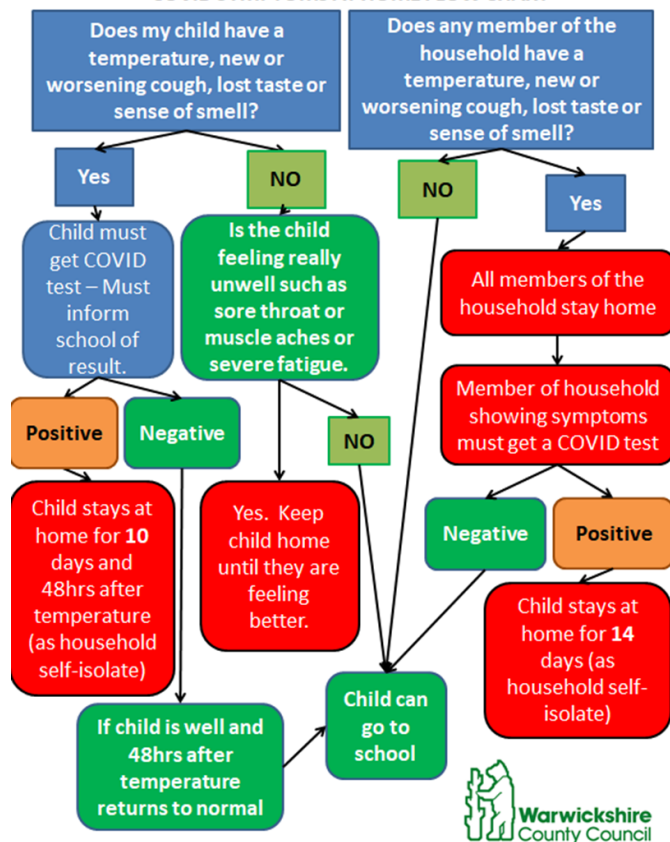 Does my child have a
temperature, new or
worsening cough, lost taste or
sense of smell?
Does any member of the
household have a
temperature, new or
worsening cough, lost taste or
sense of smell?
Yes
NO
NO
Yes
Child must
get COVID
test – Must
inform
school of
result.
Is the child
feeling really
unwell such as
sore throat or
muscle aches or
severe fatigue.
All members of the
household stay home
Member of household
showing symptoms
must get a COVID test
Positive
Negative
NO
Negative
Positive
Child stays at
home for 10
days and
48hrs after
temperature
(as household
self-isolate)
Yes. Keep
child home
until they are
feeling
better.
Child stays at
home for 14
days (as
household self-
isolate)
If child is well and
48hrs after
temperature
returns to normal
Child can
go to
school
Warwickshire
County Council